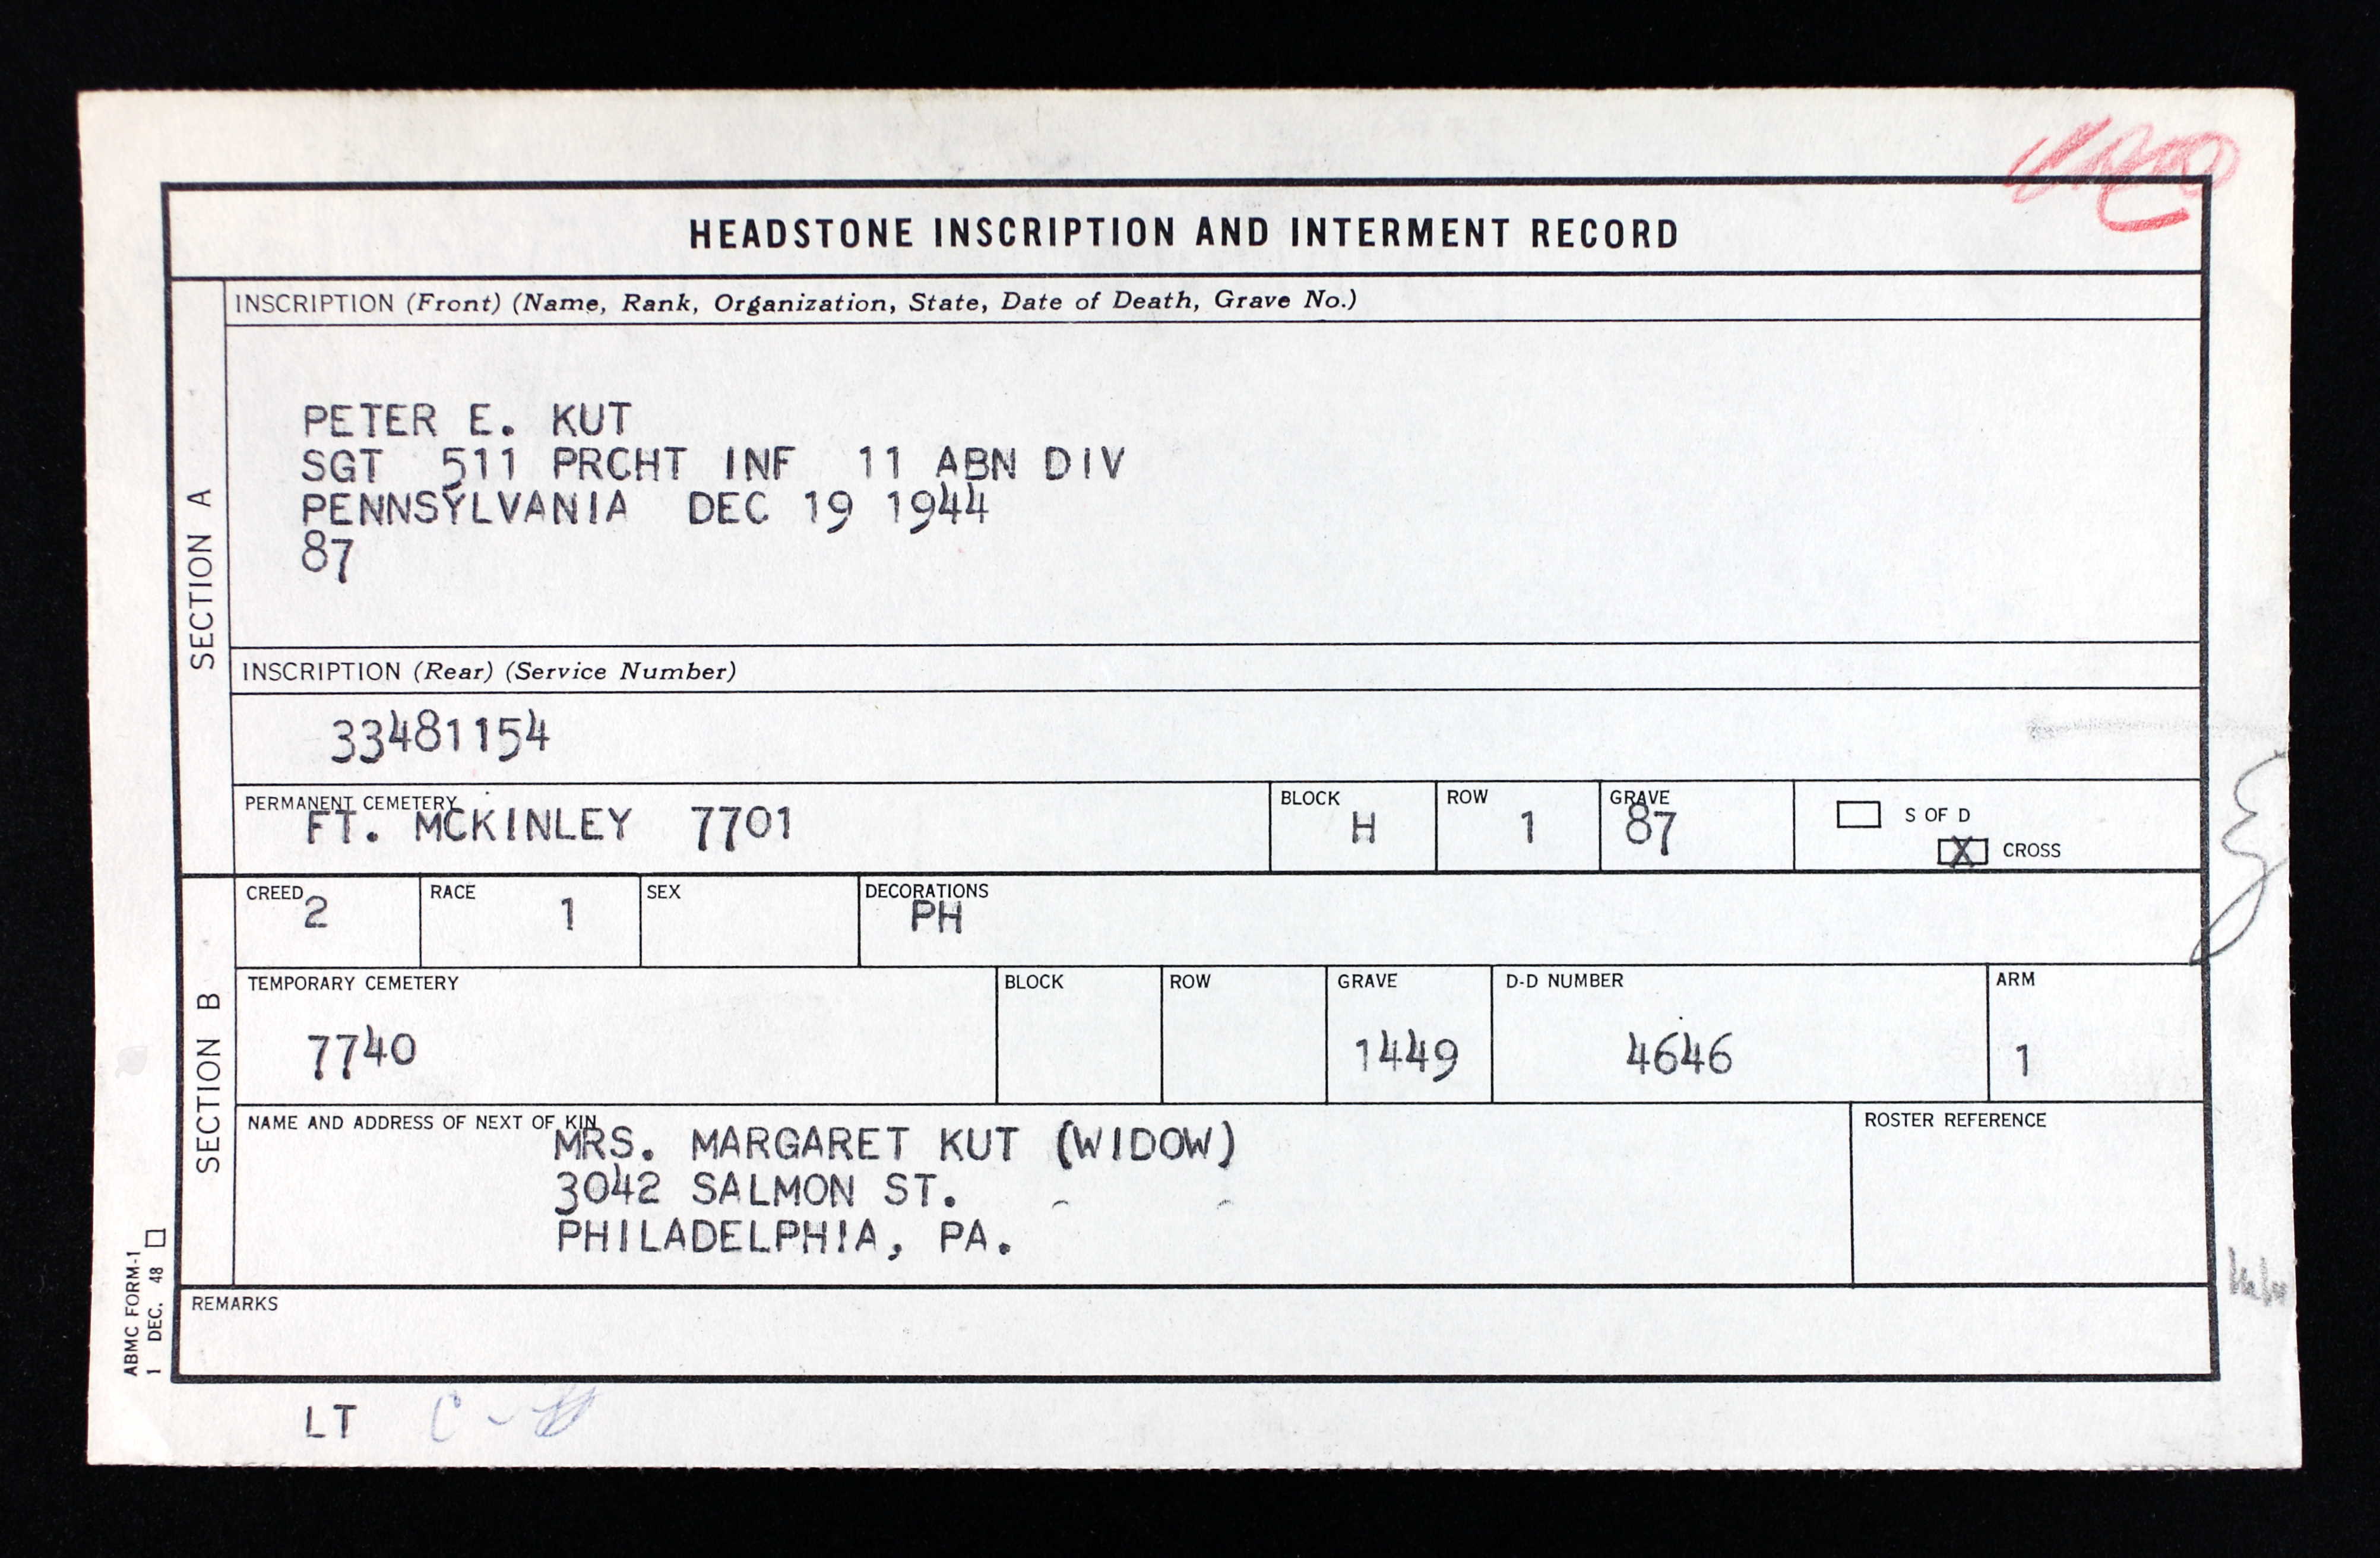 HEADSTONE INSCRIPTION AND INTERMENT RECORD
SECTION A
INSCRIPTION (Front) (Name, Rank, Organization, State, Date of Death, Grave No.)
PETER E. KUT
SGT 511 PRCHT INF 11 ABN DIV
PENNSYLVANIA DEC 19 1944
87
INSCRIPTION (Rear) (Service Number)
33481154
PERMANENT CEMETERY
FT. MCKINLEY 7701
BLOCK
H
ROW
1
GRAVE
87
S OF D
X CROSS
SECTION B
CREED
2
RACE
1
SEX
DECORATIONS
PH
TEMPORARY CEMETERY
7740
BLOCK
ROW
GRAVE
1449
D-D NUMBER
4646
ARM
1
NAME AND ADDRESS OF NEXT OF KIN
MRS. MARGARET KUT (WIDOW)
3042 SALMON ST.
PHILADELPHIA, PA.
ROSTER REFERENCE
REMARKS
ABMC FORM-1
1 DEC. 48
LT